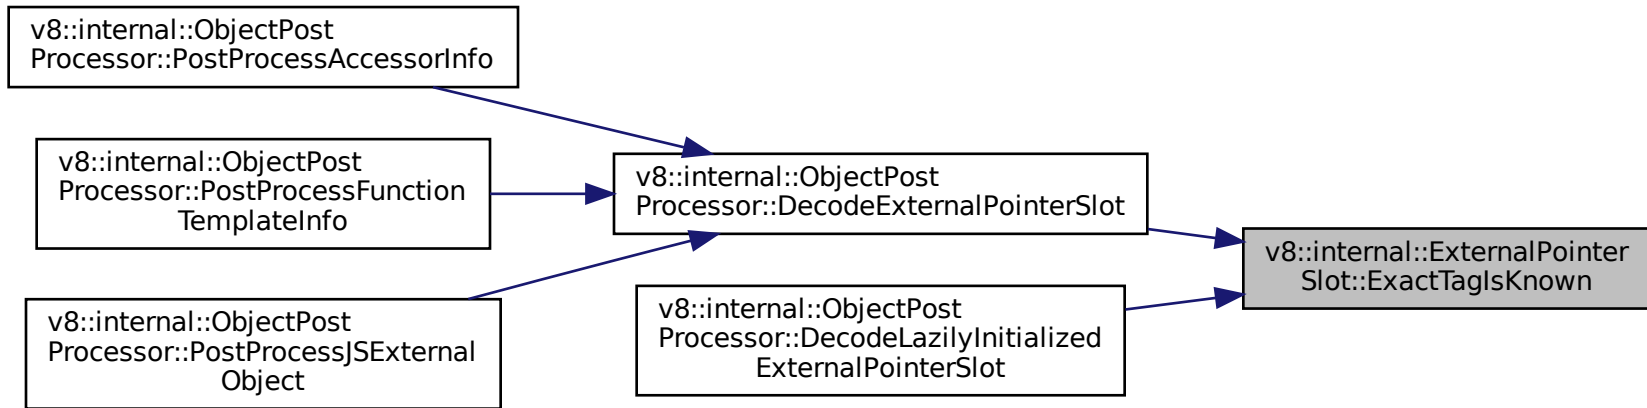 v8::internal::ObjectPost
Processor::PostProcessAccessorInfo
v8::internal::ObjectPost
Processor::PostProcessFunction
TemplateInfo
v8::internal::ObjectPost
Processor::PostProcessJSExternal
Object
v8::internal::ObjectPost
Processor::DecodeExternalPointerSlot
v8::internal::ObjectPost
Processor::DecodeLazilyInitialized
ExternalPointerSlot
v8::internal::ExternalPointer
Slot::ExactTagIsKnown